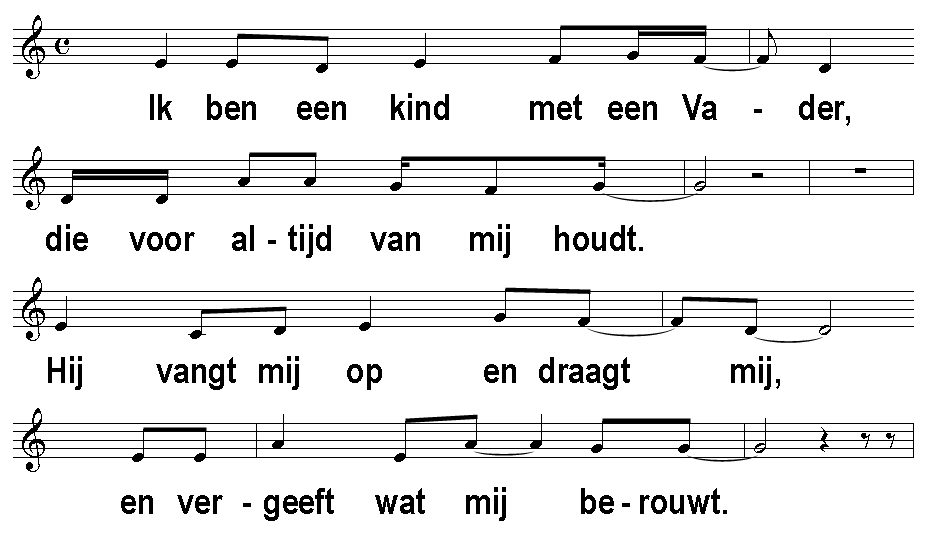 Ik ben een kind met een Va - der,
die voor al - tijd van mij houdt.
Hij vangt mij op en draagt mij,
en ver - geeft wat mij be - rouwt.